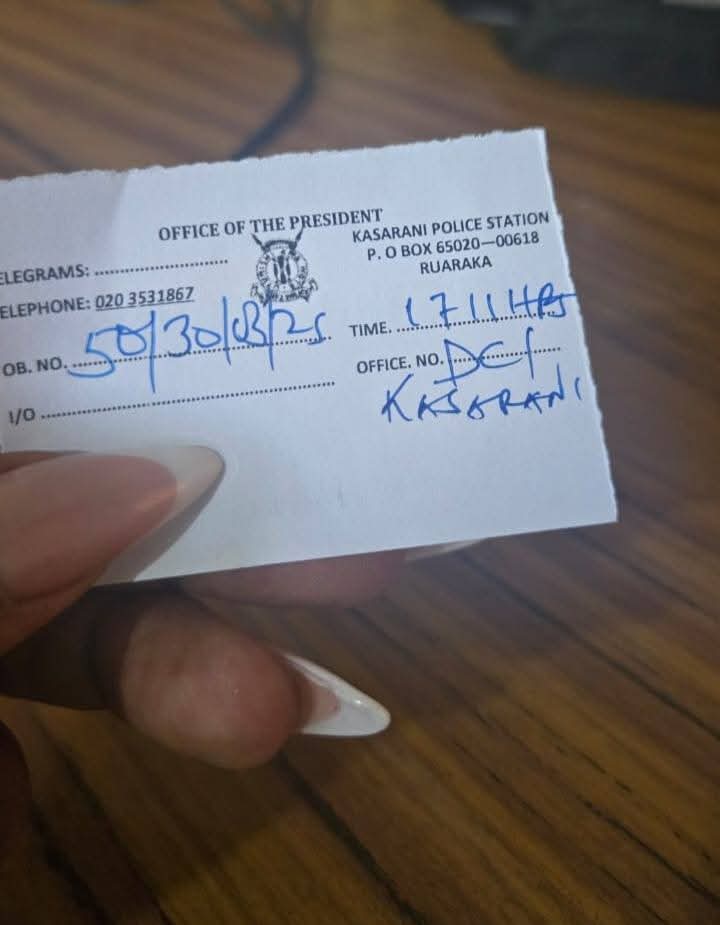 OFFICE OF THE PRESIDENT
KASARANI POLICE STATION
P. O BOX 65020—00618
RUARAKA
ELEGRAMS: ..............................
ELEPHONE: 020 3531867
OB. NO. 50/30/03/25
TIME. 1711HRS
OFFICE. NO. DCI
KASARANI
I/O ..............................